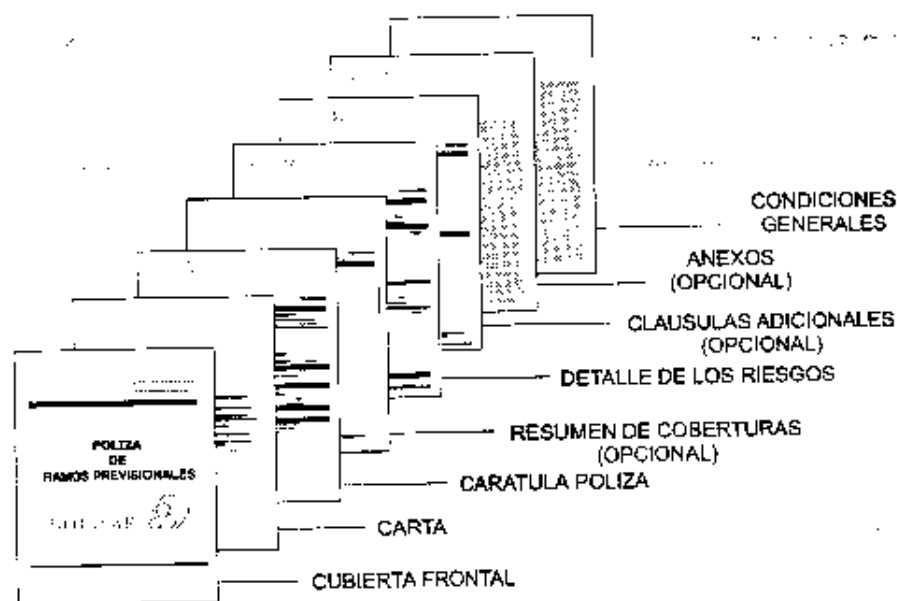 CONDICIONES
GENERALES
ANEXOS
(OPCIONAL)
CLAUSULAS ADICIONALES
(OPCIONAL)
DETALLE DE LOS RIESGOS
RESUMEN DE COBERTURAS
(OPCIONAL)
CARATULA POLIZA
CARTA
CUBIERTA FRONTAL
POLIZA
DE
RAMOS PREVISIONALES